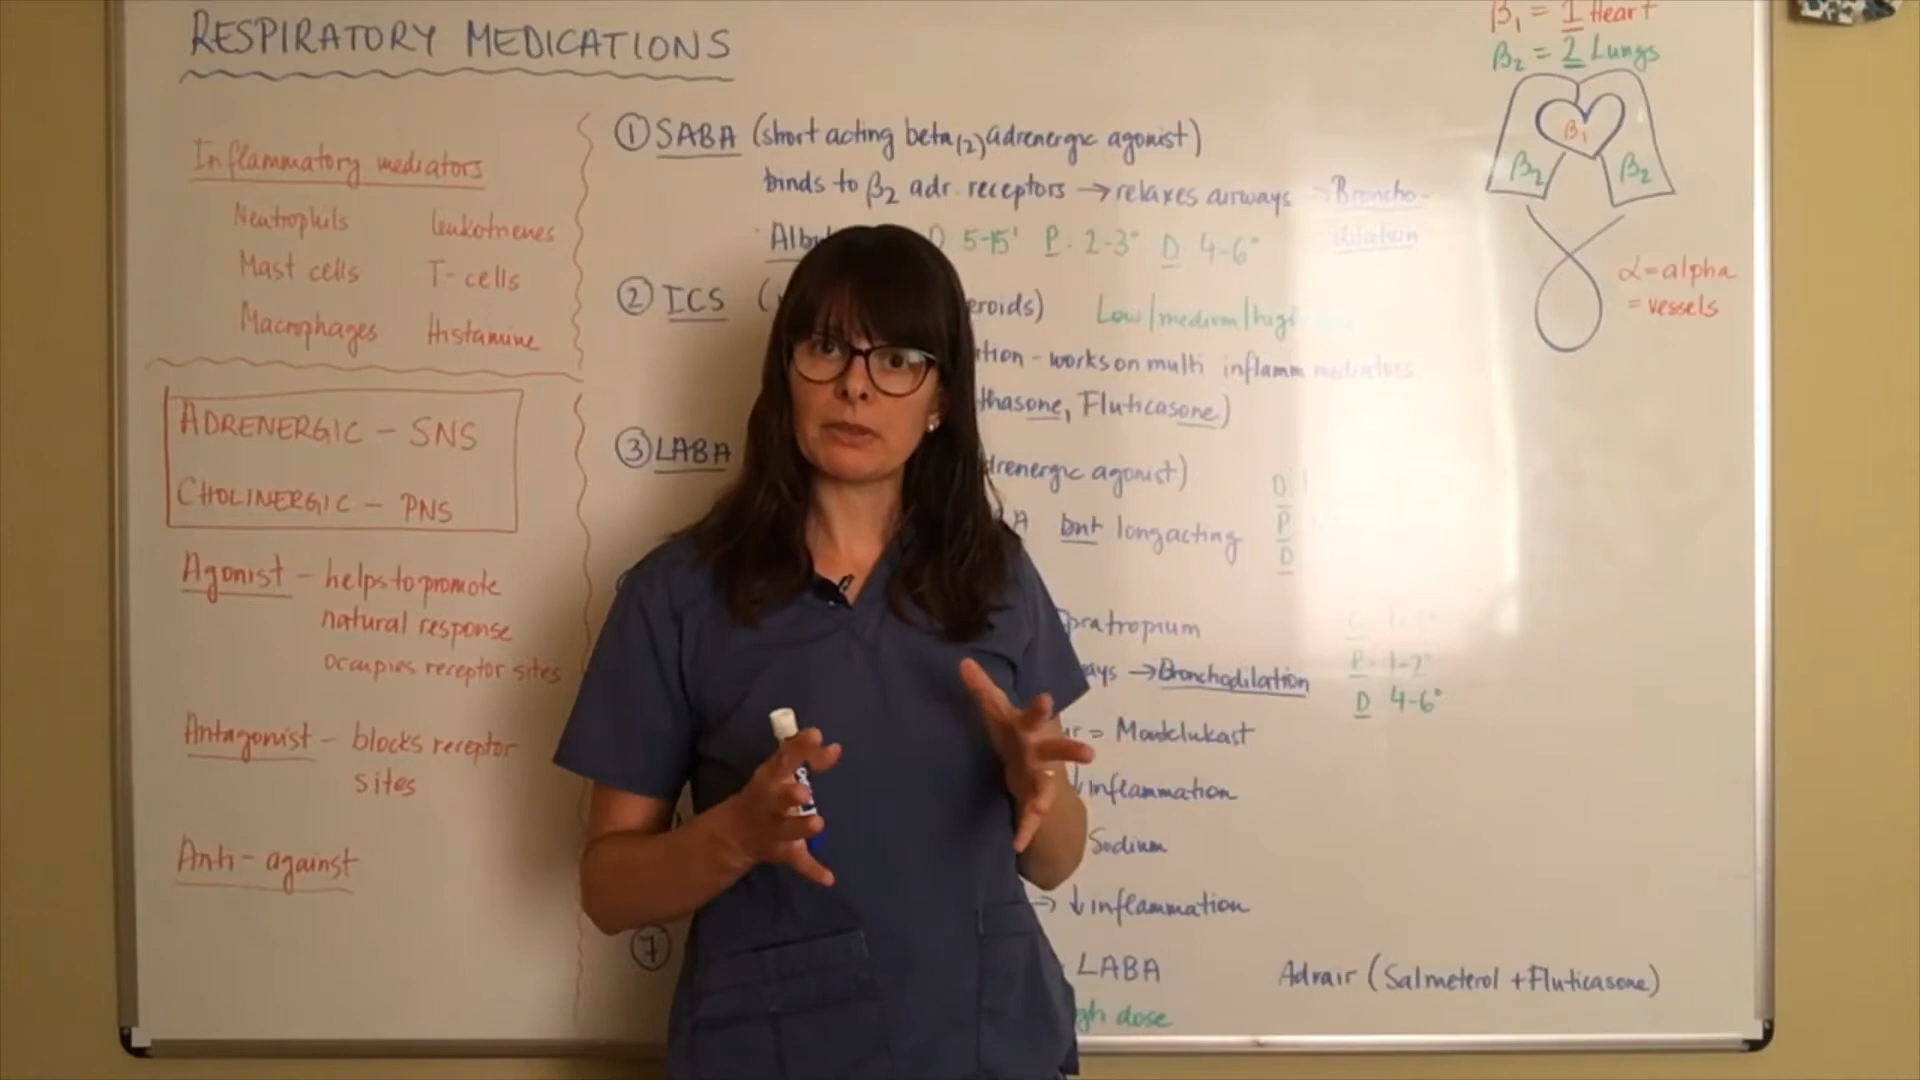 RESPIRATORY MEDICATIONS
Inflammatory mediators
Neutrophils Leukotrienes
Mast cells T-cells
Macrophages Histamine
ADRENERGIC - SNS
CHOLINERGIC - PNS
Agonist - helps to promote
natural response
occupies receptor sites
Antagonist - blocks receptor
sites
Anti - against
① SABA (short acting beta(2) adrenergic agonist)
binds to β2 adr. receptors → relaxes airways → Broncho-
dilation
Albu D 5-15' P: 2-3° D 4-6°
② ICS ( eroids) Low/medium/high
tion - works on multi inflamm mediators
thasone, Fluticasone)
③ LABA drenergic agonist)
A but longacting
D
P
D
pratropium
ays → Bronchodilation
P 1-2°
D 4-6°
= Montelukast
↓ inflammation
Sodium
→ ↓ inflammation
⑦ LABA Advair (Salmeterol + Fluticasone)
gh dose
β1 = 1 Heart
β2 = 2 Lungs
β1
β2 β2
α = alpha
= vessels